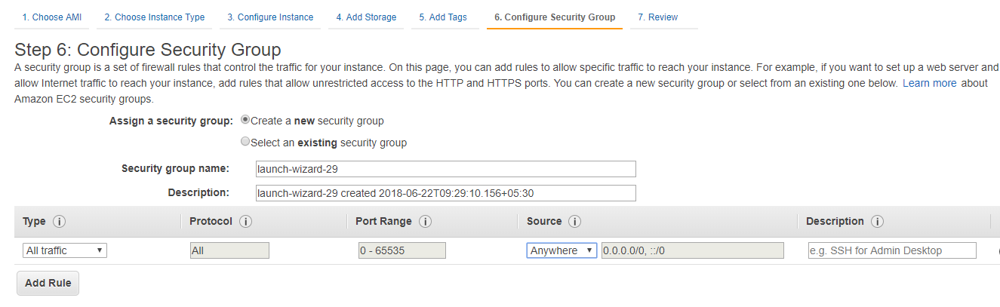 1. Choose AMI 2. Choose Instance Type 3. Configure Instance 4. Add Storage 5. Add Tags 6. Configure Security Group 7. Review
Step 6: Configure Security Group
A security group is a set of firewall rules that control the traffic for your instance. On this page, you can add rules to allow specific traffic to reach your instance. For example, if you want to set up a web server and
allow Internet traffic to reach your instance, add rules that allow unrestricted access to the HTTP and HTTPS ports. You can create a new security group or select from an existing one below. Learn more about
Amazon EC2 security groups.
Assign a security group: Create a new security group
Select an existing security group
Security group name: launch-wizard-29
Description: launch-wizard-29 created 2018-06-22T09:29:10.156+05:30
Type i Protocol i Port Range i Source i Description i
All traffic All 0 - 65535 Anywhere 0.0.0.0/0, ::/0 e.g. SSH for Admin Desktop
Add Rule